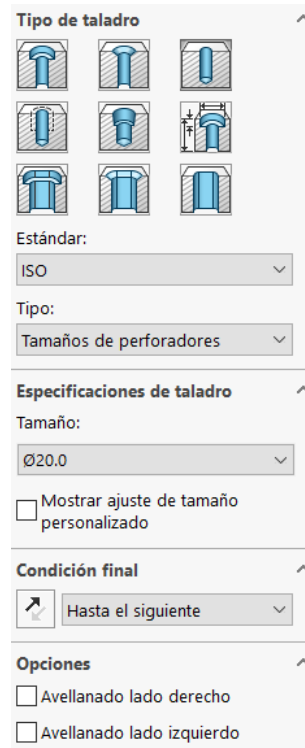 Tipo de taladro
Estándar:
ISO
Tipo:
Tamaños de perforadores
Especificaciones de taladro
Tamaño:
Ø20.0
Mostrar ajuste de tamaño
personalizado
Condición final
Hasta el siguiente
Opciones
Avellanado lado derecho
Avellanado lado izquierdo